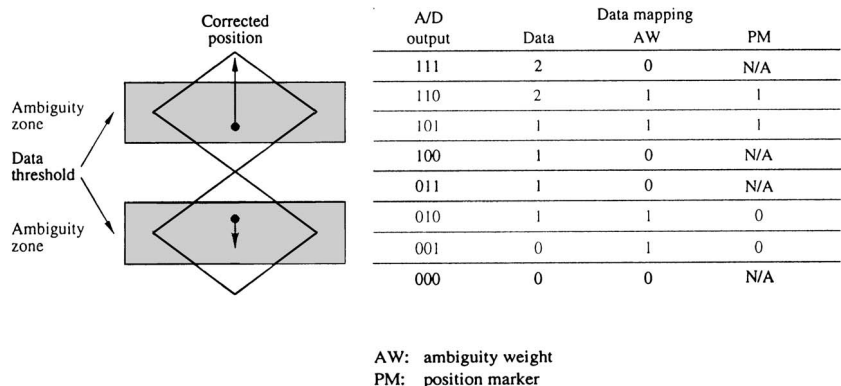 Corrected
position
Ambiguity
zone
Data
threshold
Ambiguity
zone
A/D Data mapping
output Data AW PM
111 2 0 N/A
110 2 1 1
101 1 1 1
100 1 0 N/A
011 1 0 N/A
010 1 1 0
001 0 1 0
000 0 0 N/A
AW: ambiguity weight
PM: position marker